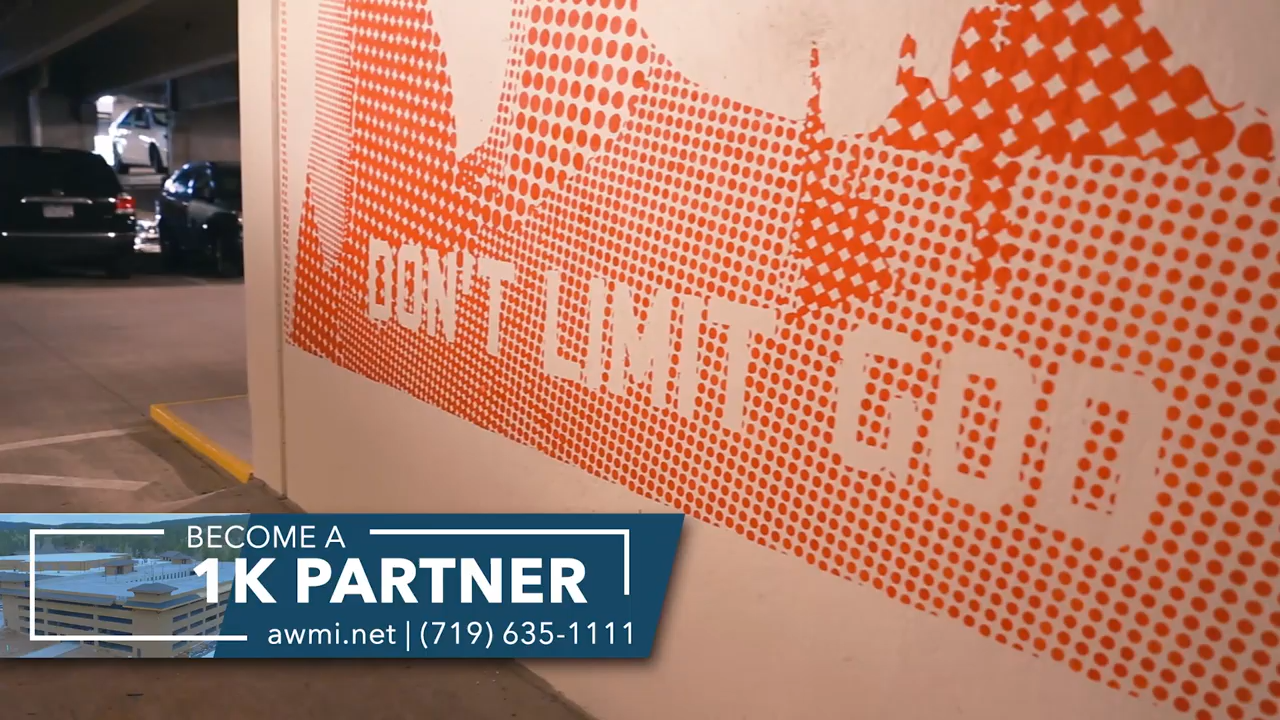 DON'T LIMIT GOD
BECOME A
1K PARTNER
awmi.net | (719) 635-1111